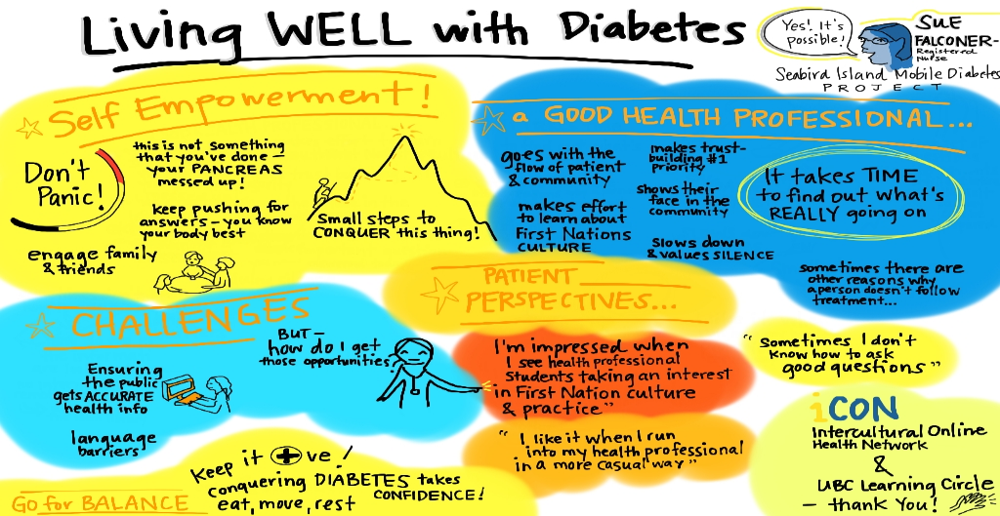 Living WELL with Diabetes
Yes! It's
possible!
SUE
FALCONER-
Registered
Nurse
Seabird Island Mobile Diabetes
PROJECT
Self Empowerment!
Don't
Panic!
this is not something
that you've done –
your PANCREAS
messed up!
keep pushing for
answers – you know
your body best
engage family
& friends
Small steps to
CONQUER this thing!
a GOOD HEALTH PROFESSIONAL...
goes with the
flow of patient
& community
makes effort
to learn about
First Nations
CULTURE
makes trust-
building #1
priority
shows their
face in the
community
Slows down
& values SILENCE
It takes TIME
to find out what's
REALLY going on
sometimes there are
other reasons why
a person doesn't follow
treatment...
CHALLENGES
Ensuring
the public
gets ACCURATE
health info
language
barriers
BUT –
how do I get
those opportunities?
PATIENT
PERSPECTIVES...
I'm impressed when
I see health professional
Students taking an interest
in First Nation culture
& practice"
"I like it when I run
into my health professional
in a more casual way"
"Sometimes I don't
know how to ask
good questions"
iCON
Intercultural Online
Health Network
&
UBC Learning Circle
– thank You!
Go for BALANCE
Keep it +ve!
conquering DIABETES takes
CONFIDENCE!
eat, move, rest